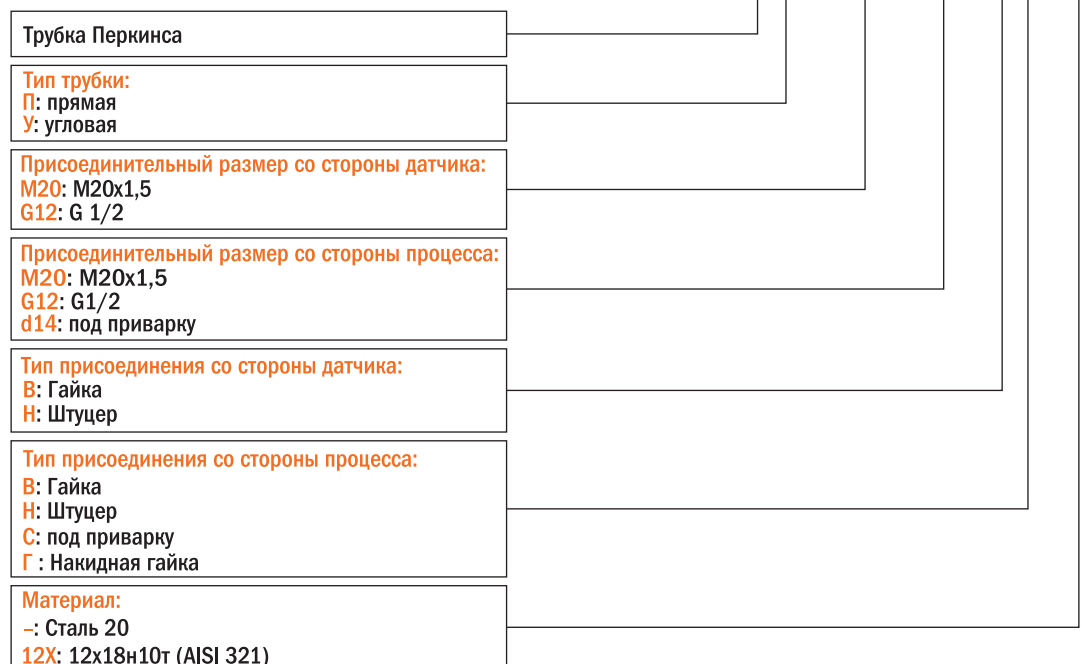 Трубка Перкинса
Тип трубки:
П: прямая
У: угловая
Присоединительный размер со стороны датчика:
М20: М20х1,5
G12: G 1/2
Присоединительный размер со стороны процесса:
М20: М20х1,5
G12: G1/2
d14: под приварку
Тип присоединения со стороны датчика:
В: Гайка
Н: Штуцер
Тип присоединения со стороны процесса:
В: Гайка
Н: Штуцер
С: под приварку
Г : Накидная гайка
Материал:
–: Сталь 20
12Х: 12х18н10т (AISI 321)